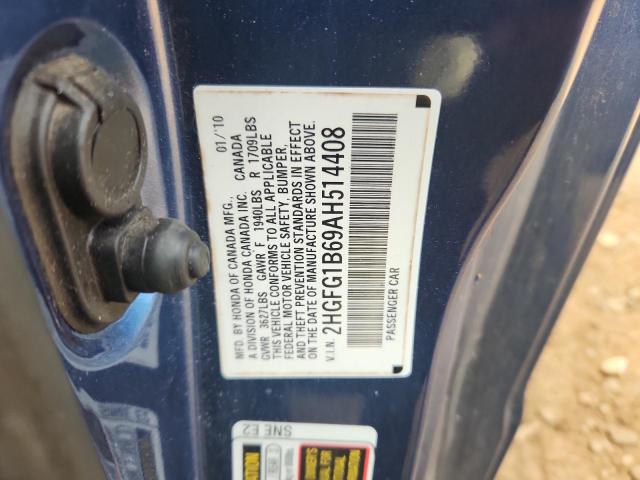 MFD. BY HONDA OF CANADA MFG., 01/'10
A DIVISION OF HONDA CANADA INC. CANADA
GVWR 3627LBS GAWR F 1940LBS R 1709LBS
THIS VEHICLE CONFORMS TO ALL APPLICABLE
FEDERAL MOTOR VEHICLE SAFETY, BUMPER,
AND THEFT PREVENTION STANDARDS IN EFFECT
ON THE DATE OF MANUFACTURE SHOWN ABOVE.
V.I.N. 2HGFG1B69AH514408
PASSENGER CAR
SNE E2